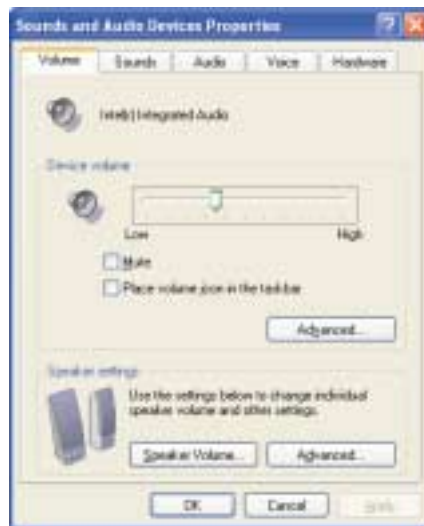 Sounds and Audio Devices Properties
Volume Sounds Audio Voice Hardware
Intel(r) Integrated Audio
Device volume
Low High
Mute
Place volume icon in the taskbar
Advanced...
Speaker settings
Use the settings below to change individual
speaker volume and other settings.
Speaker Volume... Advanced...
OK Cancel Apply